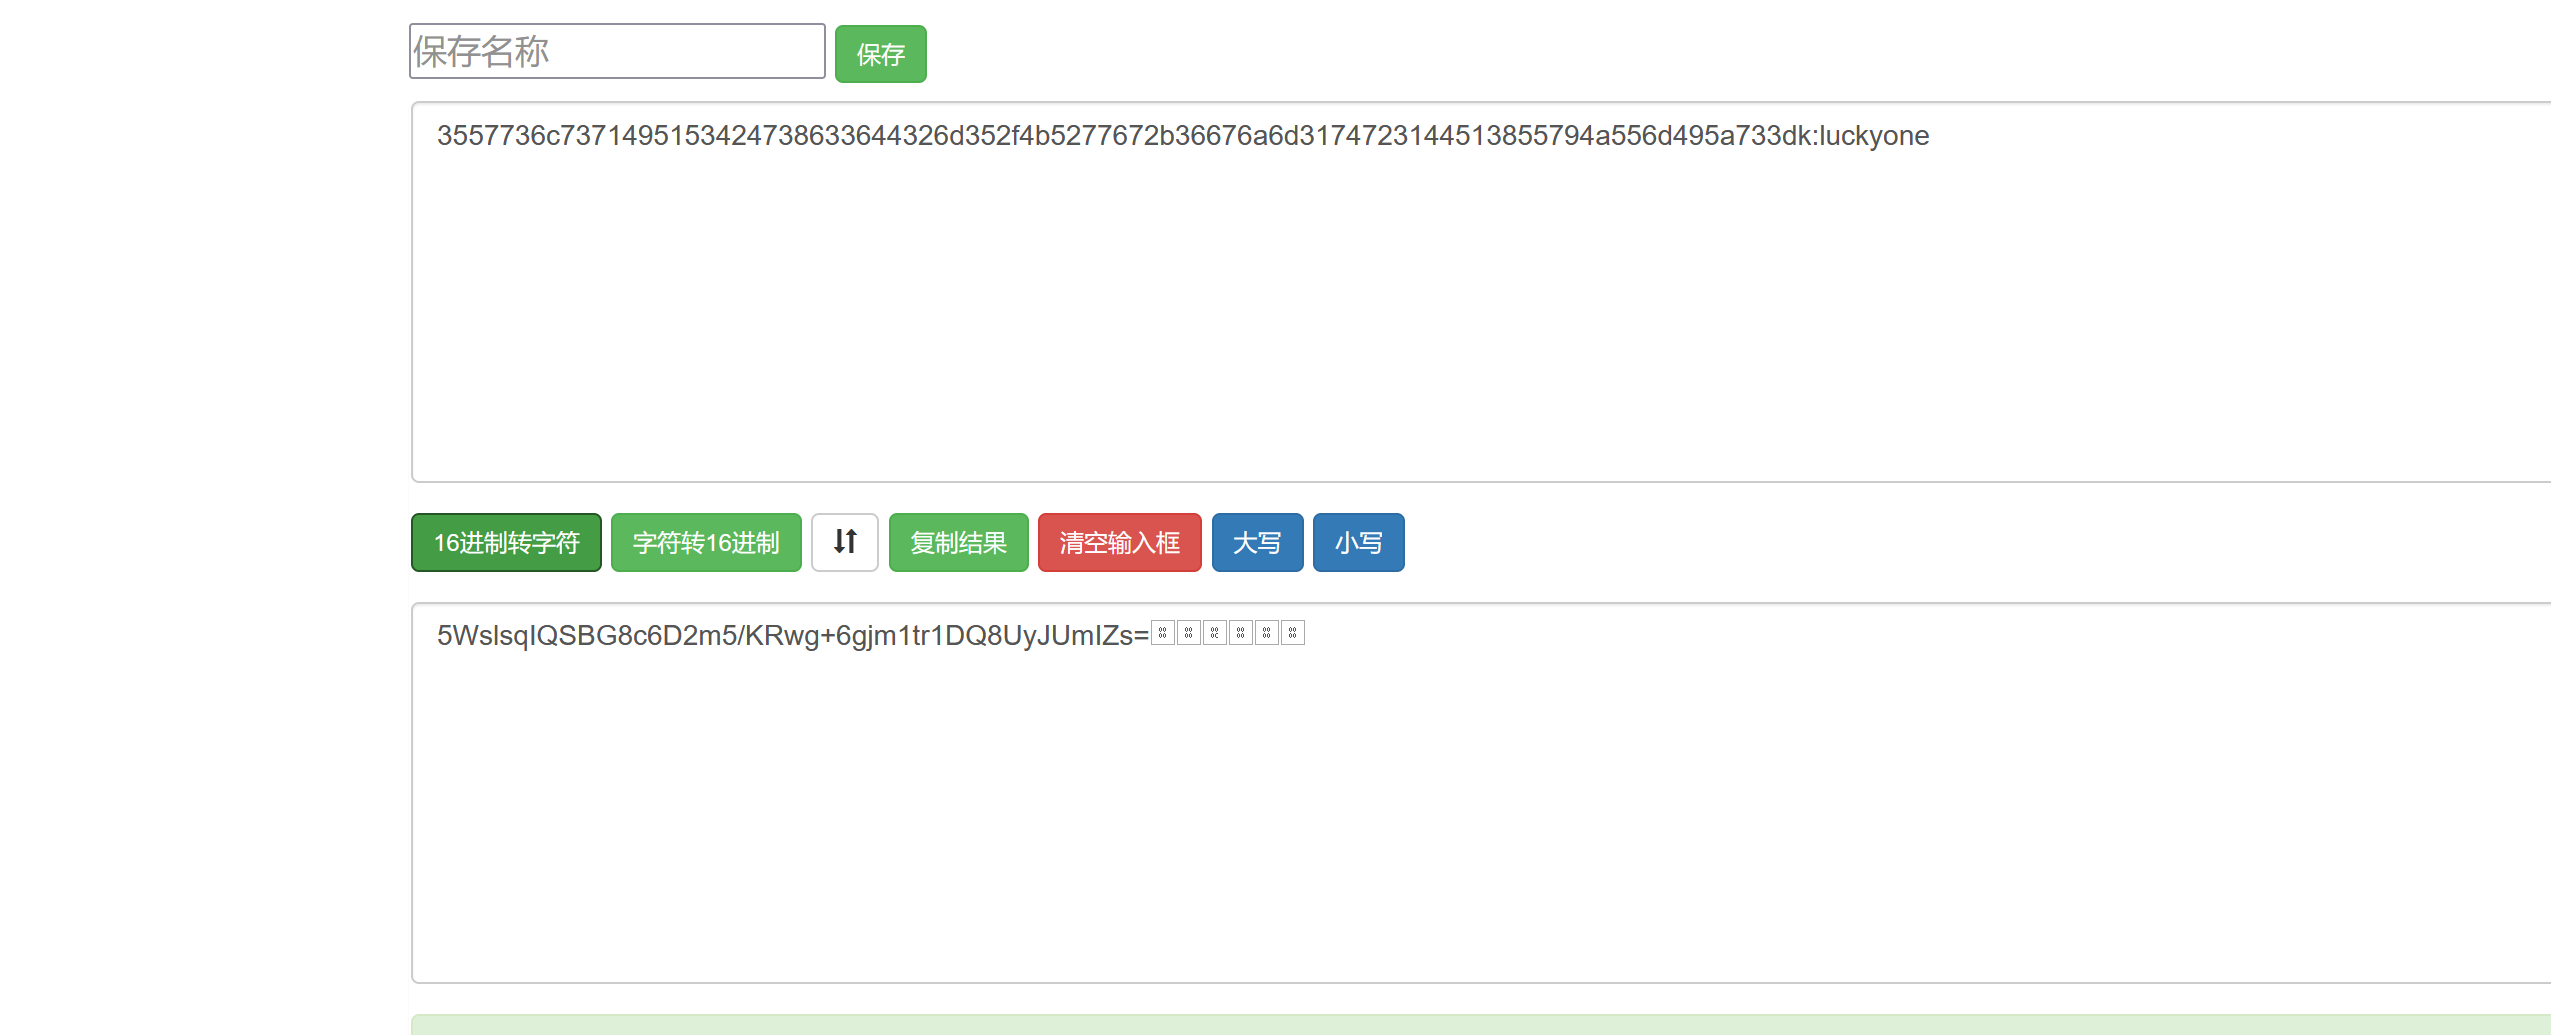 保存名称 保存
3557736c7371495153424738633644326d352f4b5277672b36676a6d3174723144513855794a556d495a733dk:luckyone
16进制转字符 字符转16进制 复制结果 清空输入框 大写 小写
5WslsqIQSBG8c6D2m5/KRwg+6gjm1tr1DQ8UyJUmIZs=